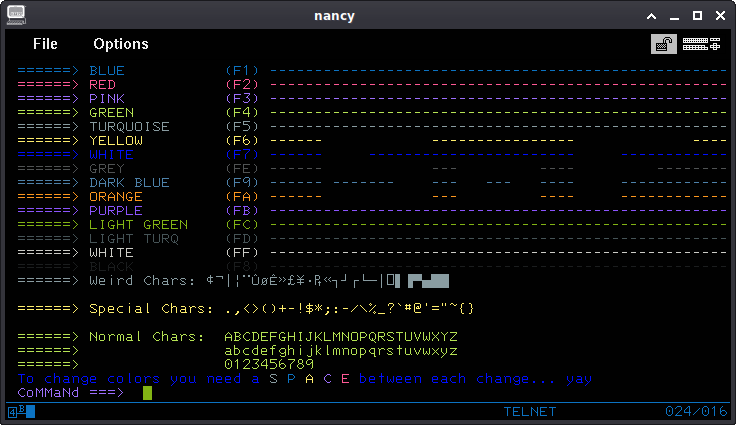 nancy
File Options
======> BLUE (F1) ---------------------------------------------------
======> RED (F2) ---------------------------------------------------
======> PINK (F3) ---------------------------------------------------
======> GREEN (F4) ---------------------------------------------------
======> TURQUOISE (F5) ---------------------------------------------------
======> YELLOW (F6) ------ ---------------- ----
======> WHITE (F7) ------ ---------------- ------------
======> GREY (FE) --- ---
======> DARK BLUE (F9) ------ ------- --- --- ----
======> ORANGE (FA) ------ --- --- ------------
======> PURPLE (FB) ---------------------------------------------------
======> LIGHT GREEN (FC) ---------------------------------------------------
======> LIGHT TURQ (FD) ---------------------------------------------------
======> WHITE (FF) ---------------------------------------------------
======> BLACK (F8) ---------------------------------------------------
======> Weird Chars:
======> Special Chars: .,<>()+-!$*;:-/\%_?`#@'="~{}
======> Normal Chars: ABCDEFGHIJKLMNOPQRSTUVWXYZ
======> abcdefghijklmnopqrstuvwxyz
======> 0123456789
To change colors you need a S P A C E between each change... yay
CoMMaNd ===>
4B TELNET 024/016